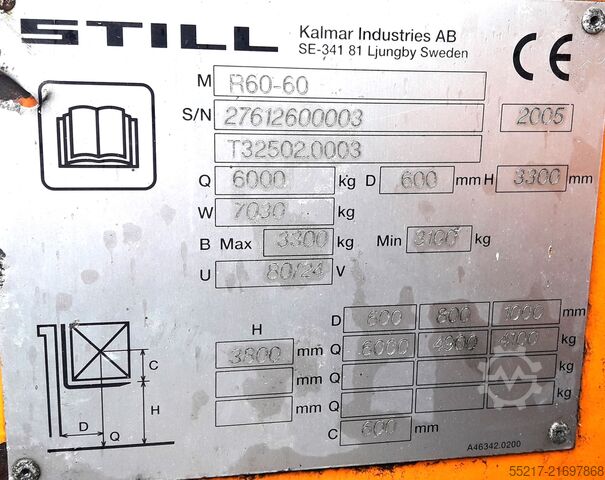 STILL
Kalmar Industries AB
SE-341 81 Ljungby Sweden
CE
M R60-60
S/N 27612600003 2005
T32502.0003
Q 6000 kg D 600 mm H 3300 mm
W 7030 kg
B Max 3300 kg Min 3100 kg
U 80/24 V
H D 600 800 1000 mm
3800 mm Q 6000 4900 4100 kg
mm Q kg
mm Q kg
C 600 mm
C
H
D
Q
A46342.0200
55217-21697868